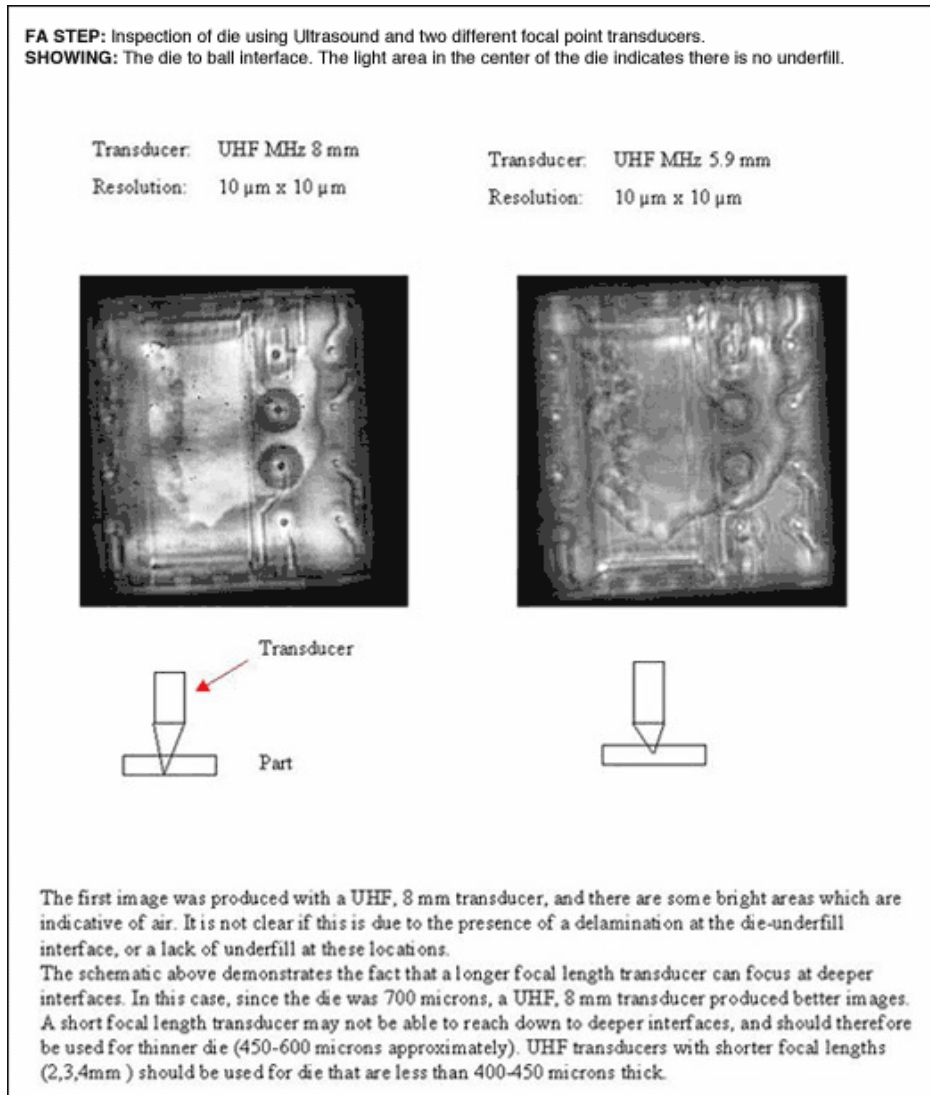 FA STEP: Inspection of die using Ultrasound and two different focal point transducers.
SHOWING: The die to ball interface. The light area in the center of the die indicates there is no underfill.
Transducer: UHF MHz 8 mm
Resolution: 10 µm x 10 µm
Transducer: UHF MHz 5.9 mm
Resolution: 10 µm x 10 µm
Transducer
Part
The first image was produced with a UHF, 8 mm transducer, and there are some bright areas which are
indicative of air. It is not clear if this is due to the presence of a delamination at the die-underfill
interface, or a lack of underfill at these locations.
The schematic above demonstrates the fact that a longer focal length transducer can focus at deeper
interfaces. In this case, since the die was 700 microns, a UHF, 8 mm transducer produced better images.
A short focal length transducer may not be able to reach down to deeper interfaces, and should therefore
be used for thinner die (450-600 microns approximately). UHF transducers with shorter focal lengths
(2,3,4mm ) should be used for die that are less than 400-450 microns thick.